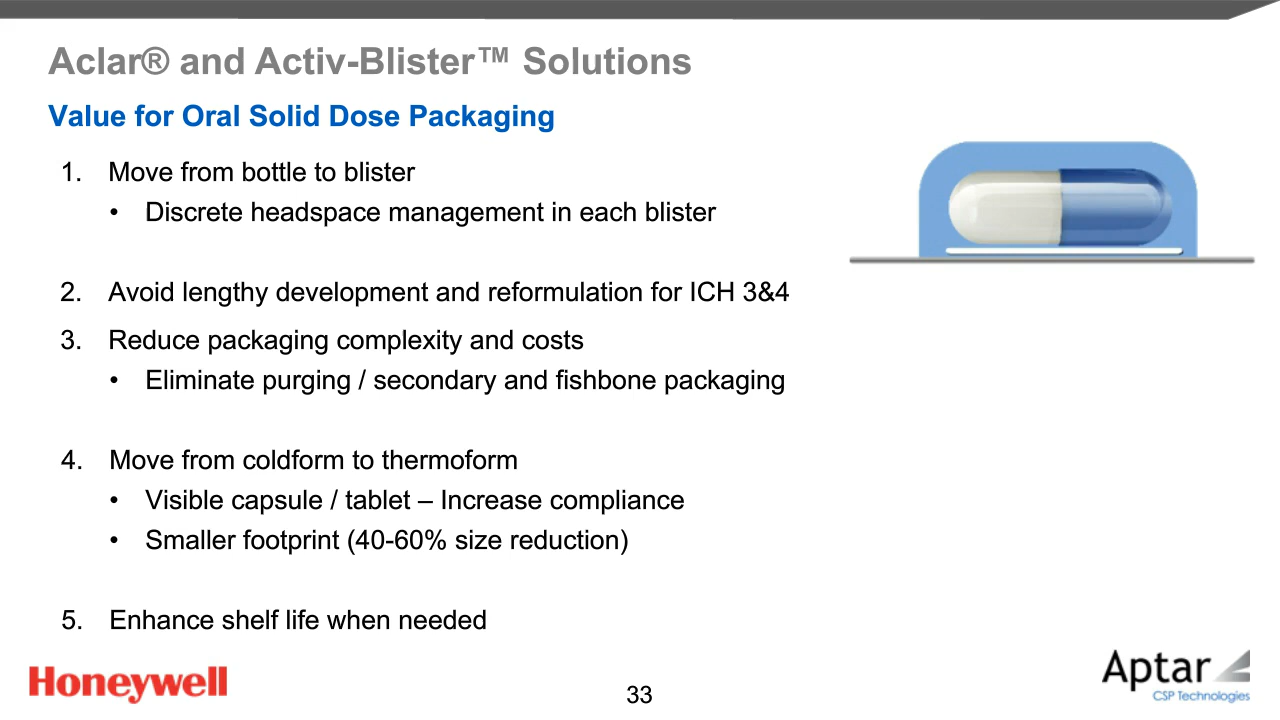 Aclar® and Activ-Blister™ Solutions
Value for Oral Solid Dose Packaging
1. Move from bottle to blister
• Discrete headspace management in each blister
2. Avoid lengthy development and reformulation for ICH 3&4
3. Reduce packaging complexity and costs
• Eliminate purging / secondary and fishbone packaging
4. Move from coldform to thermoform
• Visible capsule / tablet – Increase compliance
• Smaller footprint (40-60% size reduction)
5. Enhance shelf life when needed
Honeywell
33
Aptar
CSP Technologies